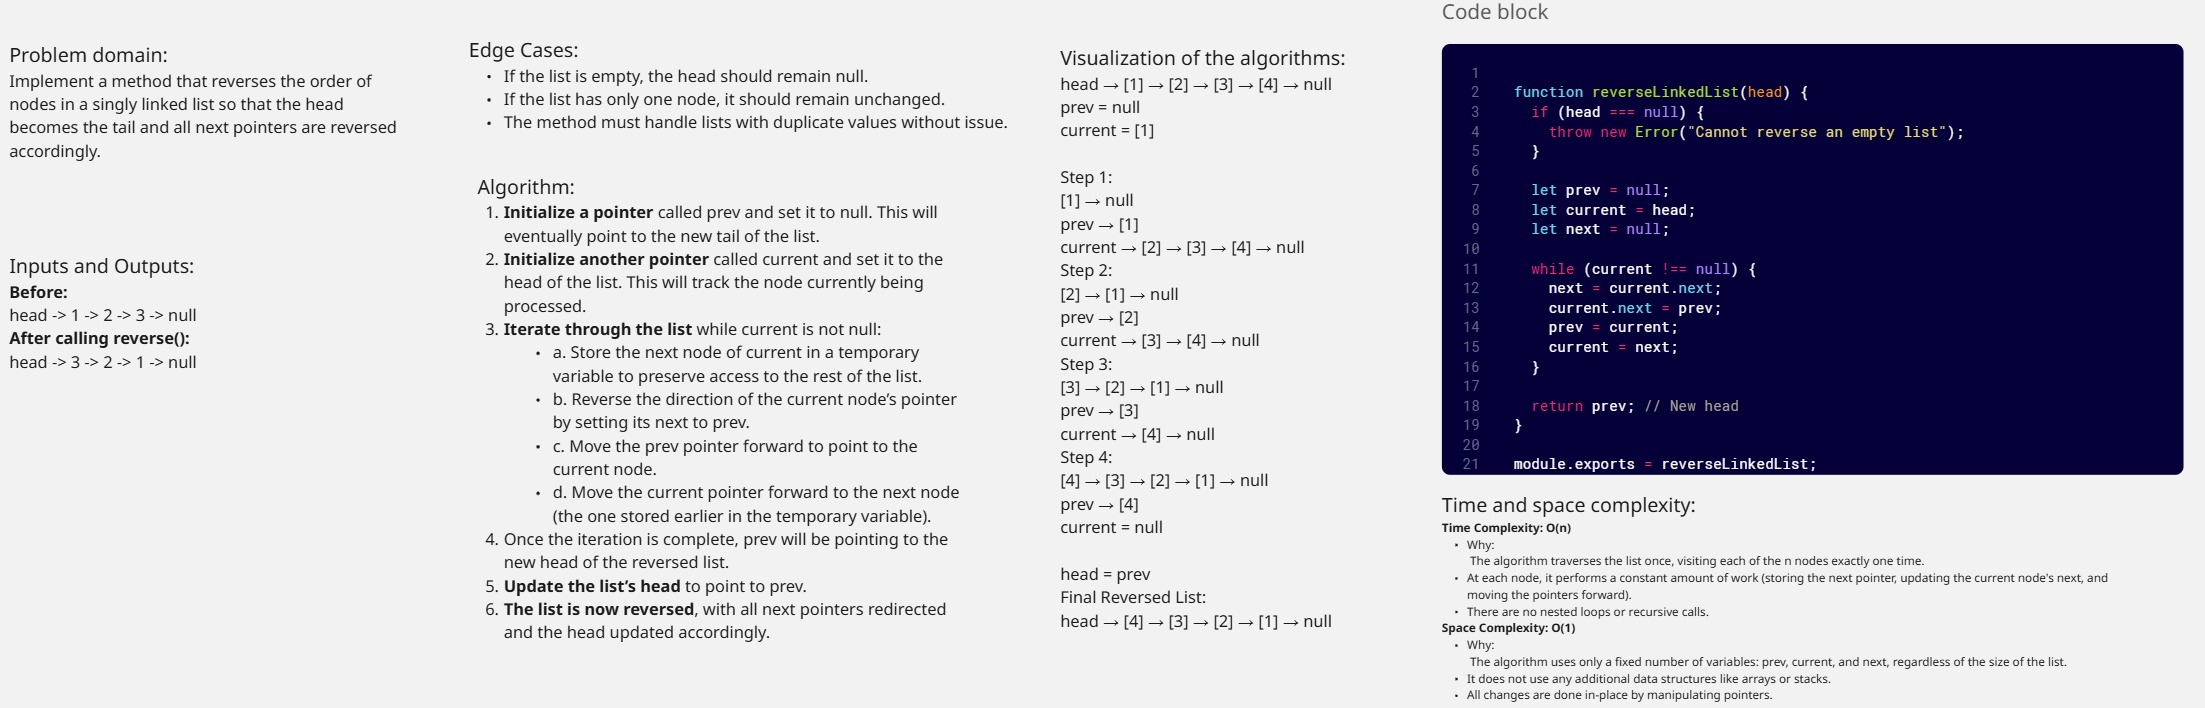 Problem domain:
Implement a method that reverses the order of
nodes in a singly linked list so that the head
becomes the tail and all next pointers are reversed
accordingly.
Inputs and Outputs:
Before:
head -> 1 -> 2 -> 3 -> null
After calling reverse():
head -> 3 -> 2 -> 1 -> null
Edge Cases:
• If the list is empty, the head should remain null.
• If the list has only one node, it should remain unchanged.
• The method must handle lists with duplicate values without issue.
Algorithm:
1. Initialize a pointer called prev and set it to null. This will
eventually point to the new tail of the list.
2. Initialize another pointer called current and set it to the
head of the list. This will track the node currently being
processed.
3. Iterate through the list while current is not null:
• a. Store the next node of current in a temporary
variable to preserve access to the rest of the list.
• b. Reverse the direction of the current node’s pointer
by setting its next to prev.
• c. Move the prev pointer forward to point to the
current node.
• d. Move the current pointer forward to the next node
(the one stored earlier in the temporary variable).
4. Once the iteration is complete, prev will be pointing to the
new head of the reversed list.
5. Update the list’s head to point to prev.
6. The list is now reversed, with all next pointers redirected
and the head updated accordingly.
Visualization of the algorithms:
head → [1] → [2] → [3] → [4] → null
prev = null
current = [1]
Step 1:
[1] → null
prev → [1]
current → [2] → [3] → [4] → null
Step 2:
[2] → [1] → null
prev → [2]
current → [3] → [4] → null
Step 3:
[3] → [2] → [1] → null
prev → [3]
current → [4] → null
Step 4:
[4] → [3] → [2] → [1] → null
prev → [4]
current = null
head = prev
Final Reversed List:
head → [4] → [3] → [2] → [1] → null
Code block
1
2 function reverseLinkedList(head) {
3 if (head === null) {
4 throw new Error("Cannot reverse an empty list");
5 }
6
7 let prev = null;
8 let current = head;
9 let next = null;
10
11 while (current !== null) {
12 next = current.next;
13 current.next = prev;
14 prev = current;
15 current = next;
16 }
17
18 return prev; // New head
19 }
20
21 module.exports = reverseLinkedList;
Time and space complexity:
Time Complexity: O(n)
• Why:
The algorithm traverses the list once, visiting each of the n nodes exactly one time.
• At each node, it performs a constant amount of work (storing the next pointer, updating the current node's next, and
moving the pointers forward).
• There are no nested loops or recursive calls.
Space Complexity: O(1)
• Why:
The algorithm uses only a fixed number of variables: prev, current, and next, regardless of the size of the list.
• It does not use any additional data structures like arrays or stacks.
• All changes are done in-place by manipulating pointers.